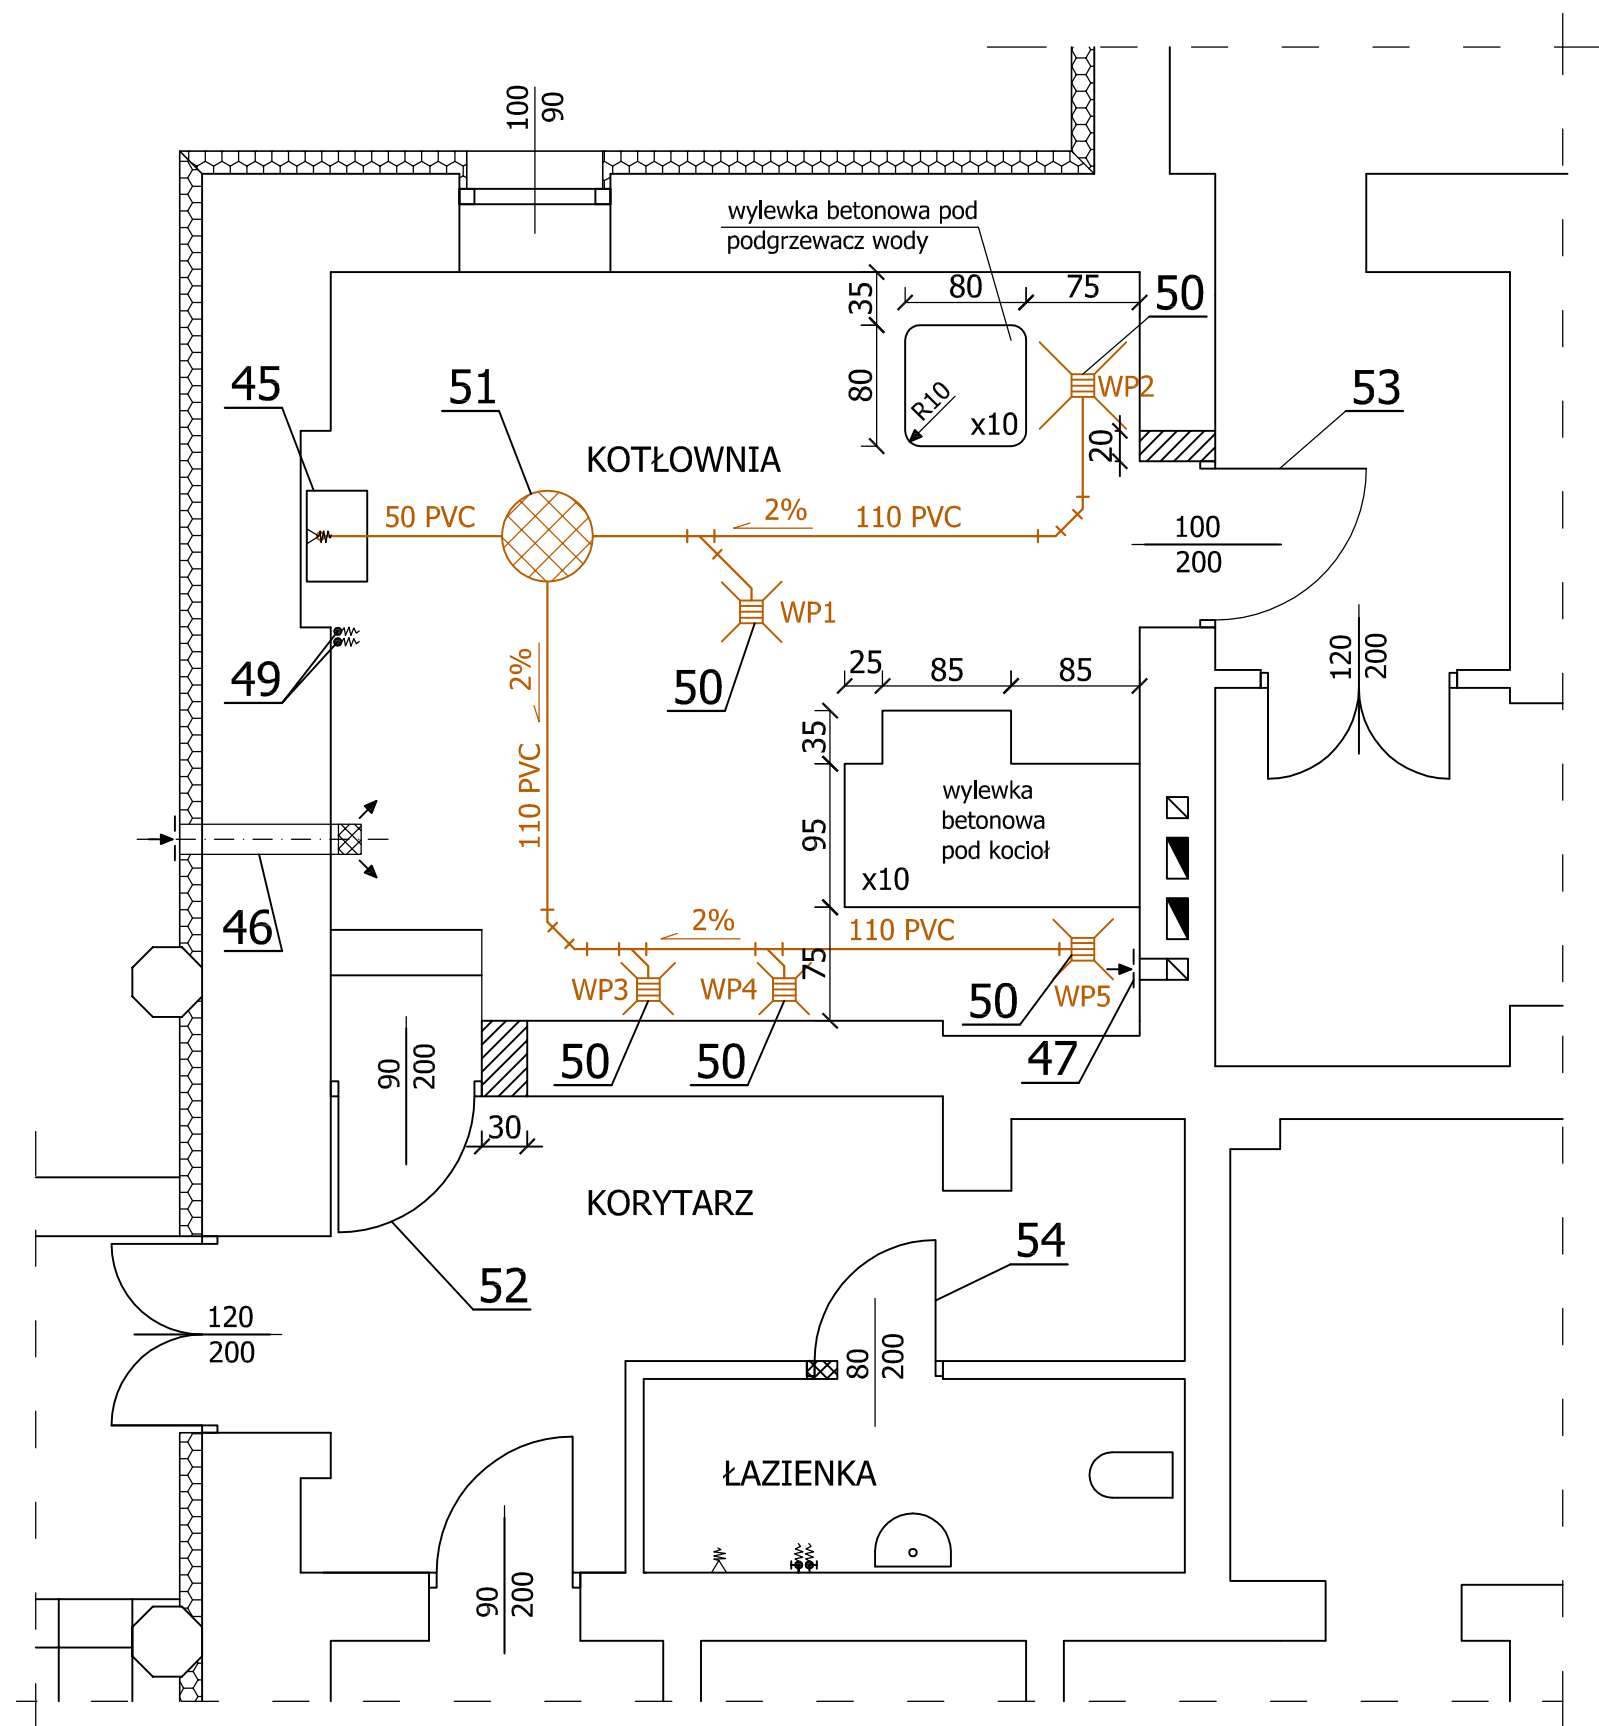 100
90
wylewka betonowa pod
podgrzewacz wody
35
80
75
50
80
R10
x10
WP2
20
45
51
53
KOTŁOWNIA
50 PVC
2%
110 PVC
100
200
WP1
49
50
2%
110 PVC
25
85
85
120
200
35
95
75
wylewka
betonowa
pod kocioł
x10
46
2%
110 PVC
WP3
WP4
WP5
50
50
50
47
90
200
30
KORYTARZ
52
54
120
200
80
200
ŁAZIENKA
90
200